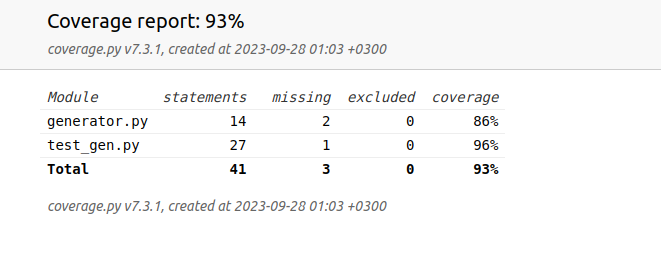 Coverage report: 93%
coverage.py v7.3.1, created at 2023-09-28 01:03 +0300
Module statements missing excluded coverage
generator.py 14 2 0 86%
test_gen.py 27 1 0 96%
Total 41 3 0 93%
coverage.py v7.3.1, created at 2023-09-28 01:03 +0300